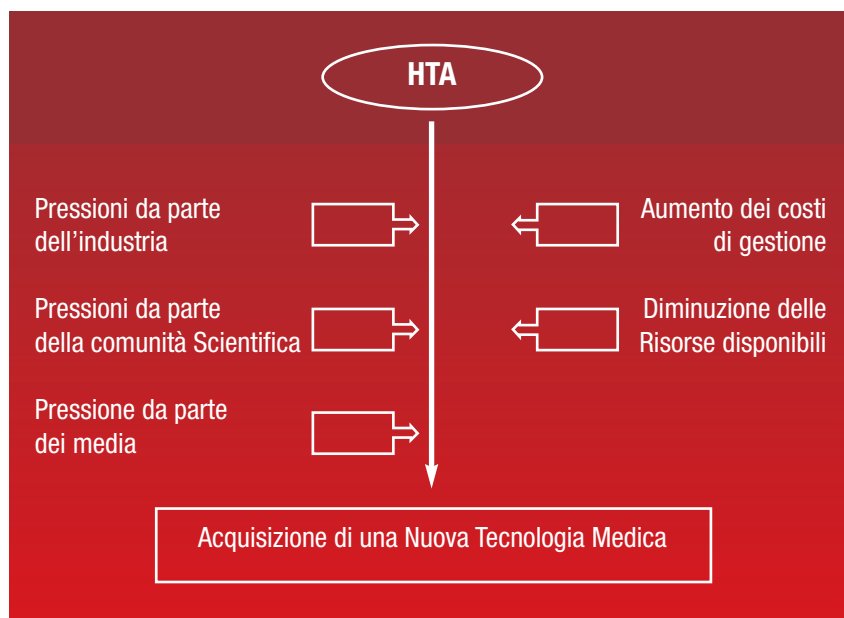 HTA
Pressioni da parte
dell'industria
Aumento dei costi
di gestione
Pressioni da parte
della comunità Scientifica
Diminuzione delle
Risorse disponibili
Pressione da parte
dei media
Acquisizione di una Nuova Tecnologia Medica